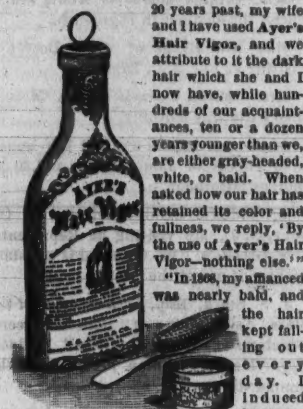 20 years past, my wife
and I have used Ayer's
Hair Vigor, and we
attribute to it the dark
hair which she and I
now have, while hun-
dreds of our acquaint-
ances, ten or a dozen
years younger than we,
are either gray-headed,
white, or bald. When
asked how our hair has
retained its color and
fullness, we reply, 'By
the use of Ayer's Hair
Vigor—nothing else.'"
"In 1868, my affianced
was nearly bald, and
the hair
kept fall-
ing out
every
day. I
induced
AYER'S
Hair Vigor